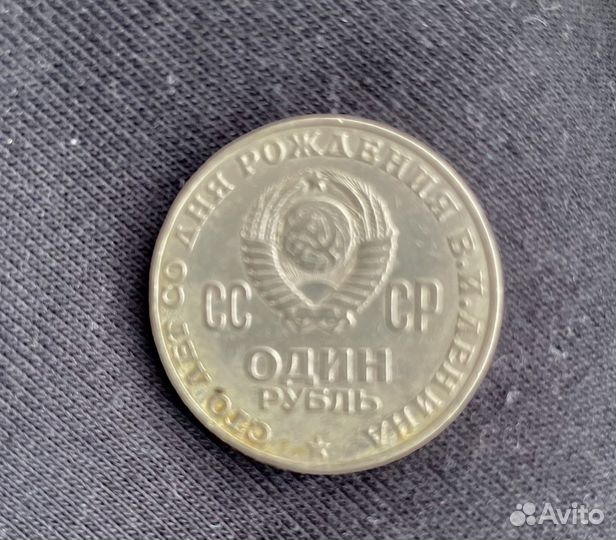 СТО ЛЕТ СО ДНЯ РОЖДЕНИЯ В.И.ЛЕНИНА
СС СР
ОДИН
РУБЛЬ
Avito